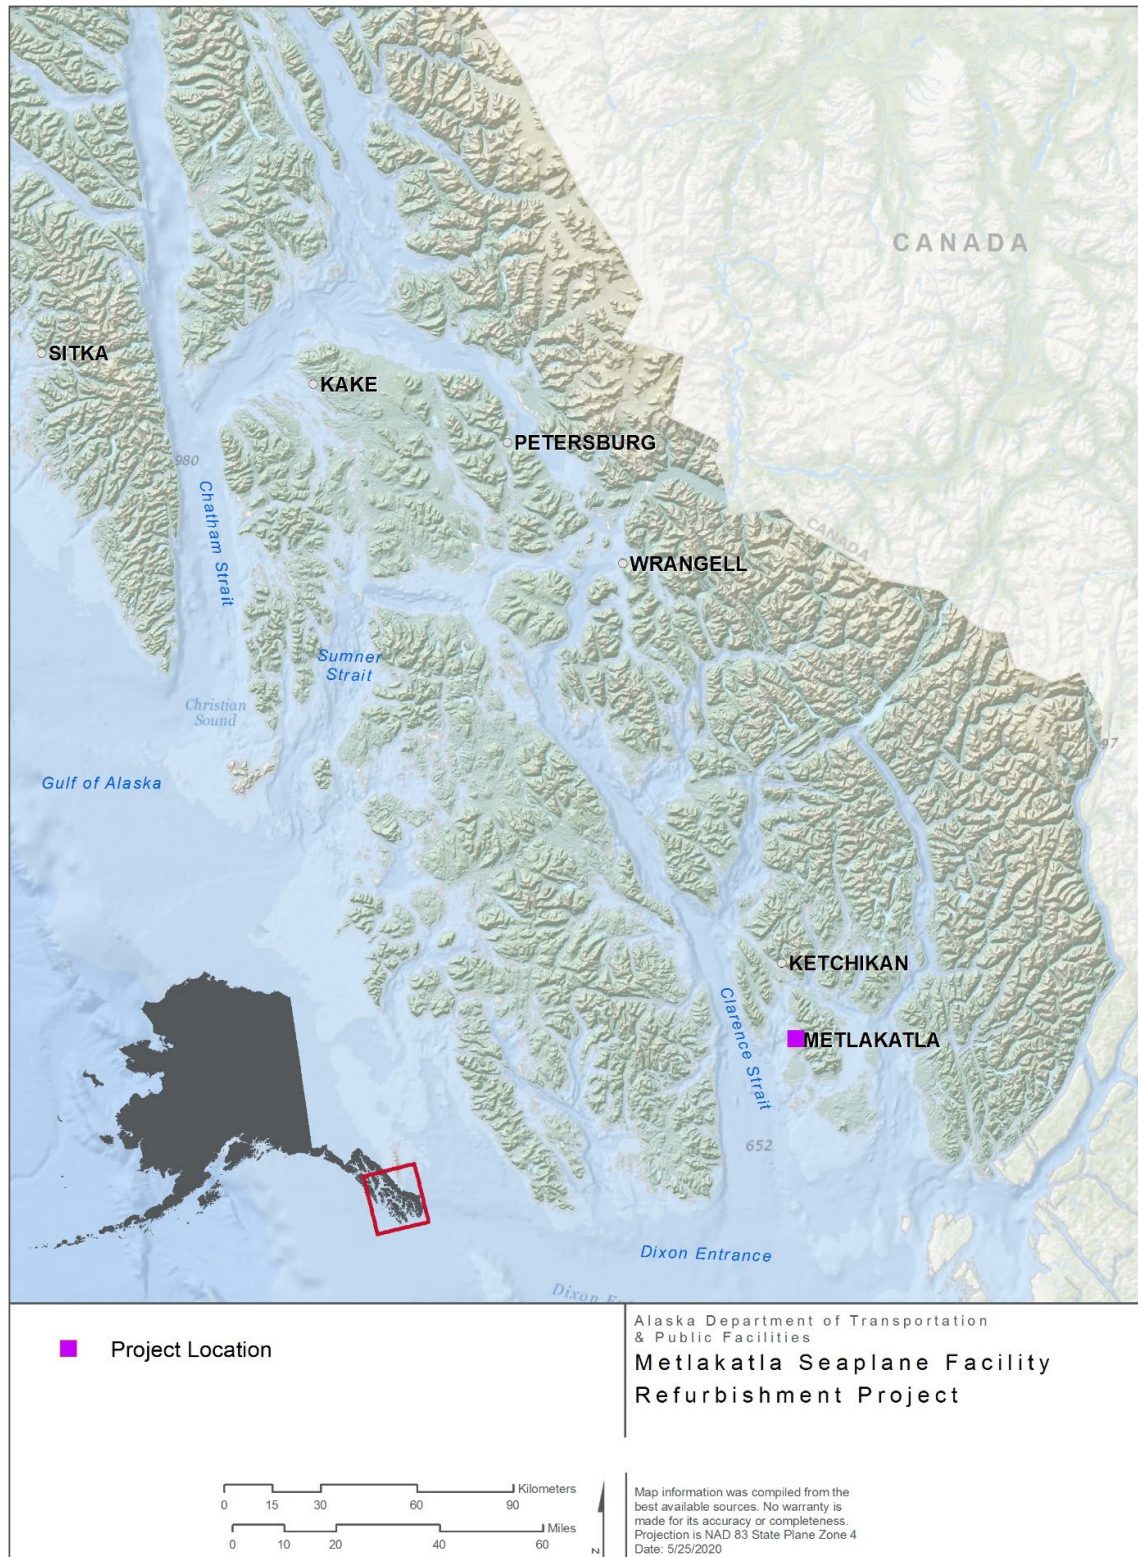 CANADA
SITKA
KAKE
PETERSBURG
980
Chatham Strait
CANADA
WRANGELL
Sumner
Strait
Christian
Sound
97
Gulf of Alaska
KETCHIKAN
Clarence Strait
METLAKATLA
652
Dixon Entrance
Dixon En
Project Location
Alaska Department of Transportation
& Public Facilities
Metlakatla Seaplane Facility
Refurbishment Project
Kilometers
0 15 30 60 90
Miles
0 10 20 40 60
N
Map information was compiled from the
best available sources. No warranty is
made for its accuracy or completeness.
Projection is NAD 83 State Plane Zone 4
Date: 5/25/2020